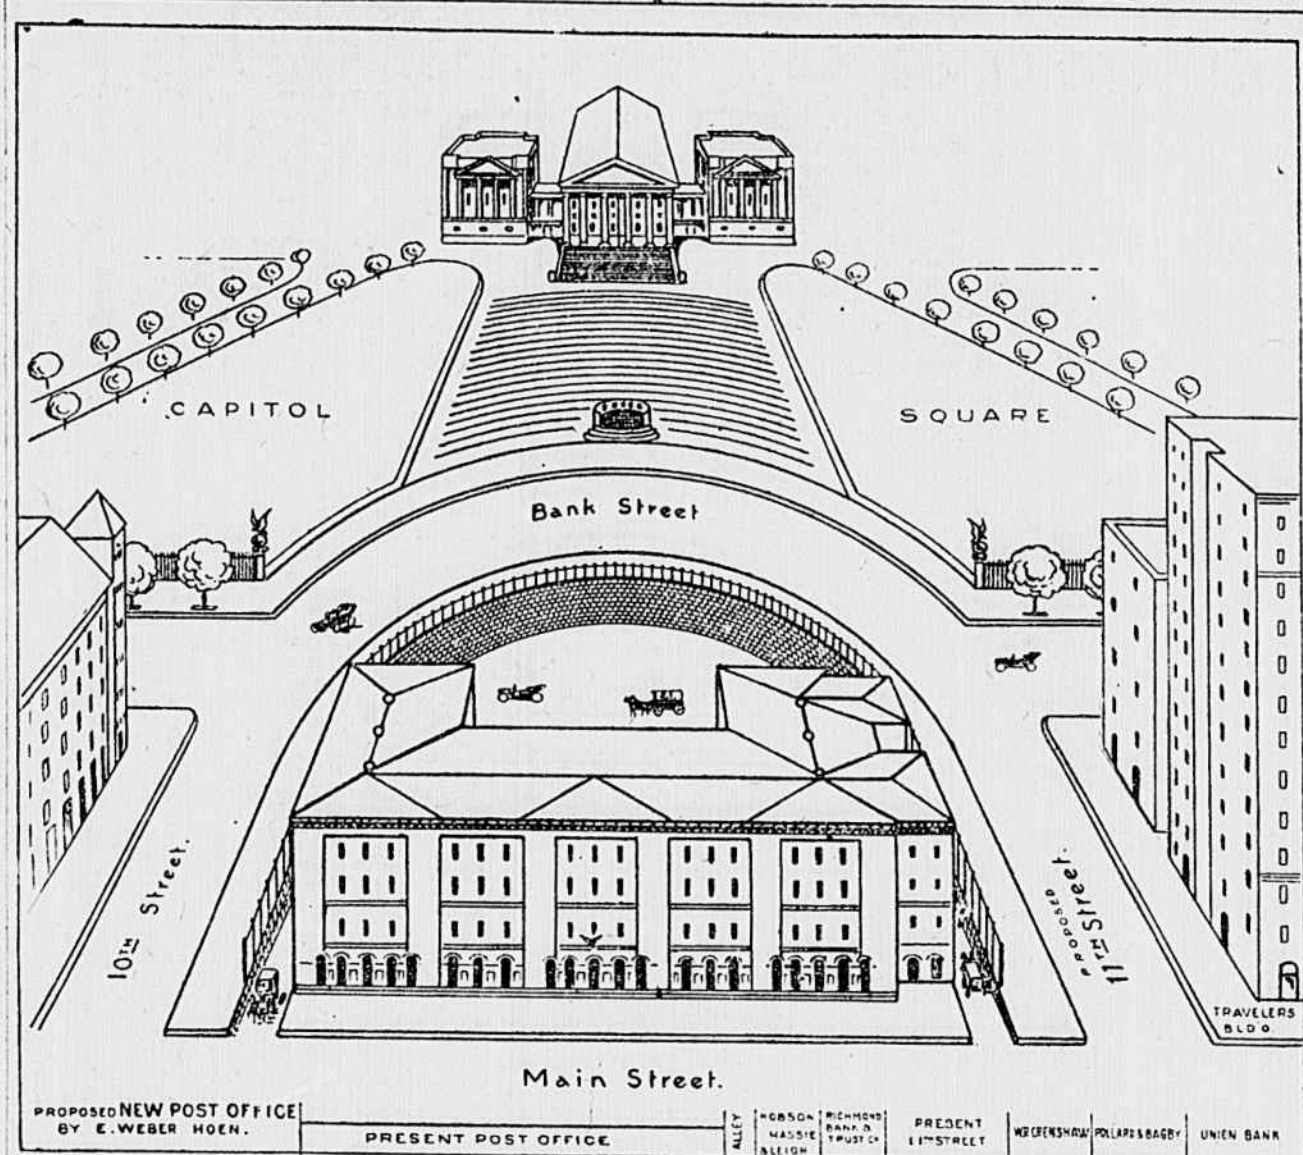 CAPITOL
SQUARE
Bank Street
10TH Street.
PROPOSED
11TH Street.
TRAVELERS
BLD'G.
Main Street.
PROPOSED NEW POST OFFICE
BY E. WEBER HOEN.
PRESENT POST OFFICE
ALLEY
HOBSON
MASSIE
& LEIGH
RICHMOND
BANK &
TRUST CO
PRESENT
11TH STREET
W.B. CRENSHAW
POLLARD & BAGBY
UNION BANK